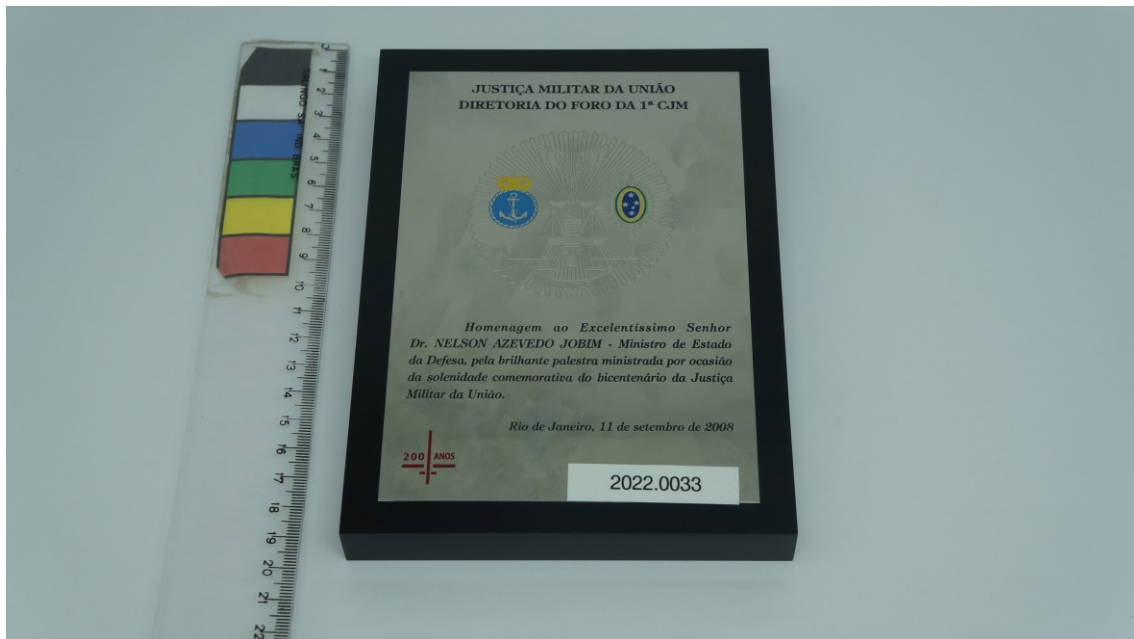 JUSTIÇA MILITAR DA UNIÃO
DIRETORIA DO FORO DA 1ª CJM
Homenagem ao Excelentíssimo Senhor
Dr. NELSON AZEVEDO JOBIM - Ministro de Estado
da Defesa, pela brilhante palestra ministrada por ocasião
da solenidade comemorativa do bicentenário da Justiça
Militar da União.
Rio de Janeiro, 11 de setembro de 2008
200 ANOS
2022.0033
0
1
2
3
4
5
6
7
8
9
10
11
12
13
14
15
16
17
18
19
20
21
22